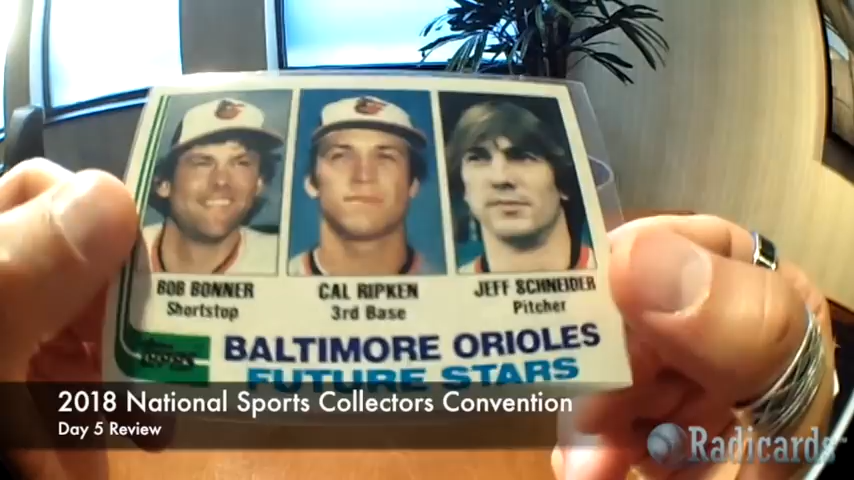 BOB BONNER
Shortstop
CAL RIPKEN
3rd Base
JEFF SCHNEIDER
Pitcher
topps
BALTIMORE ORIOLES
FUTURE STARS
2018 National Sports Collectors Convention
Day 5 Review
Radicards™